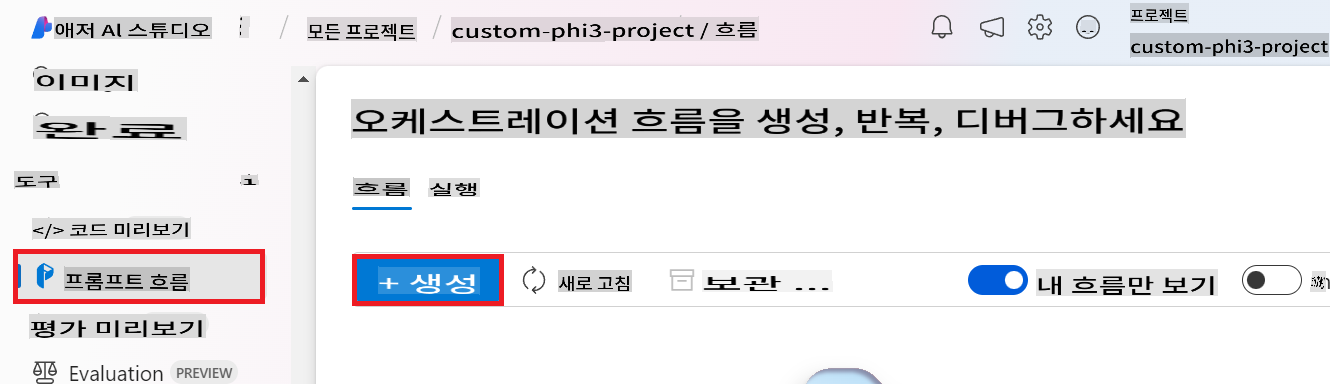 애저 AI 스튜디오 / 모든 프로젝트 / custom-phi3-project / 흐름
프로젝트
custom-phi3-project
이미지
완료
도구
</> 코드 미리보기
프롬프트 흐름
평가 미리보기
Evaluation PREVIEW
오케스트레이션 흐름을 생성, 반복, 디버그하세요
흐름 실행
+ 생성 새로 고침 보관 ... 내 흐름만 보기